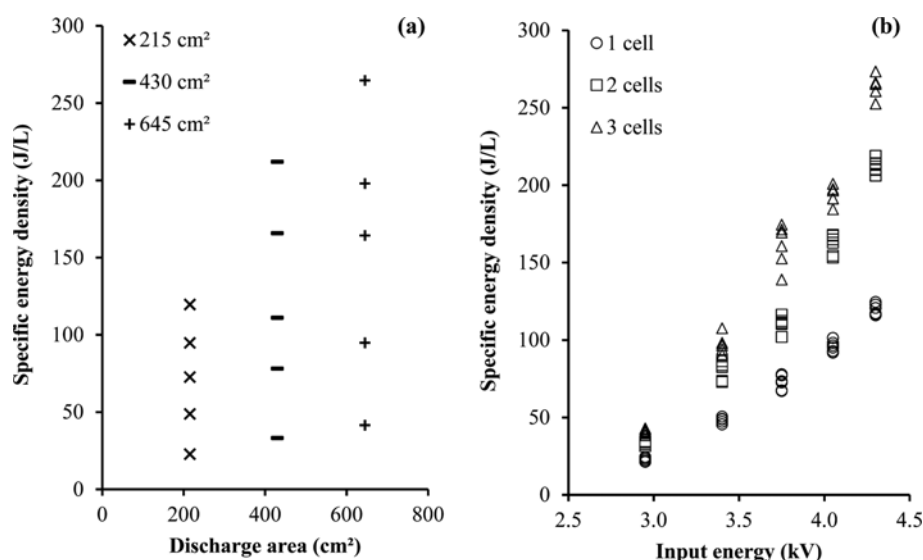 (a)
300
250
200
150
100
50
0
Specific energy density (J/L)
215 cm²
430 cm²
645 cm²
0 200 400 600 800
Discharge area (cm²)
(b)
300
250
200
150
100
50
0
Specific energy density (J/L)
1 cell
2 cells
3 cells
2.5 3.0 3.5 4.0 4.5
Input energy (kV)